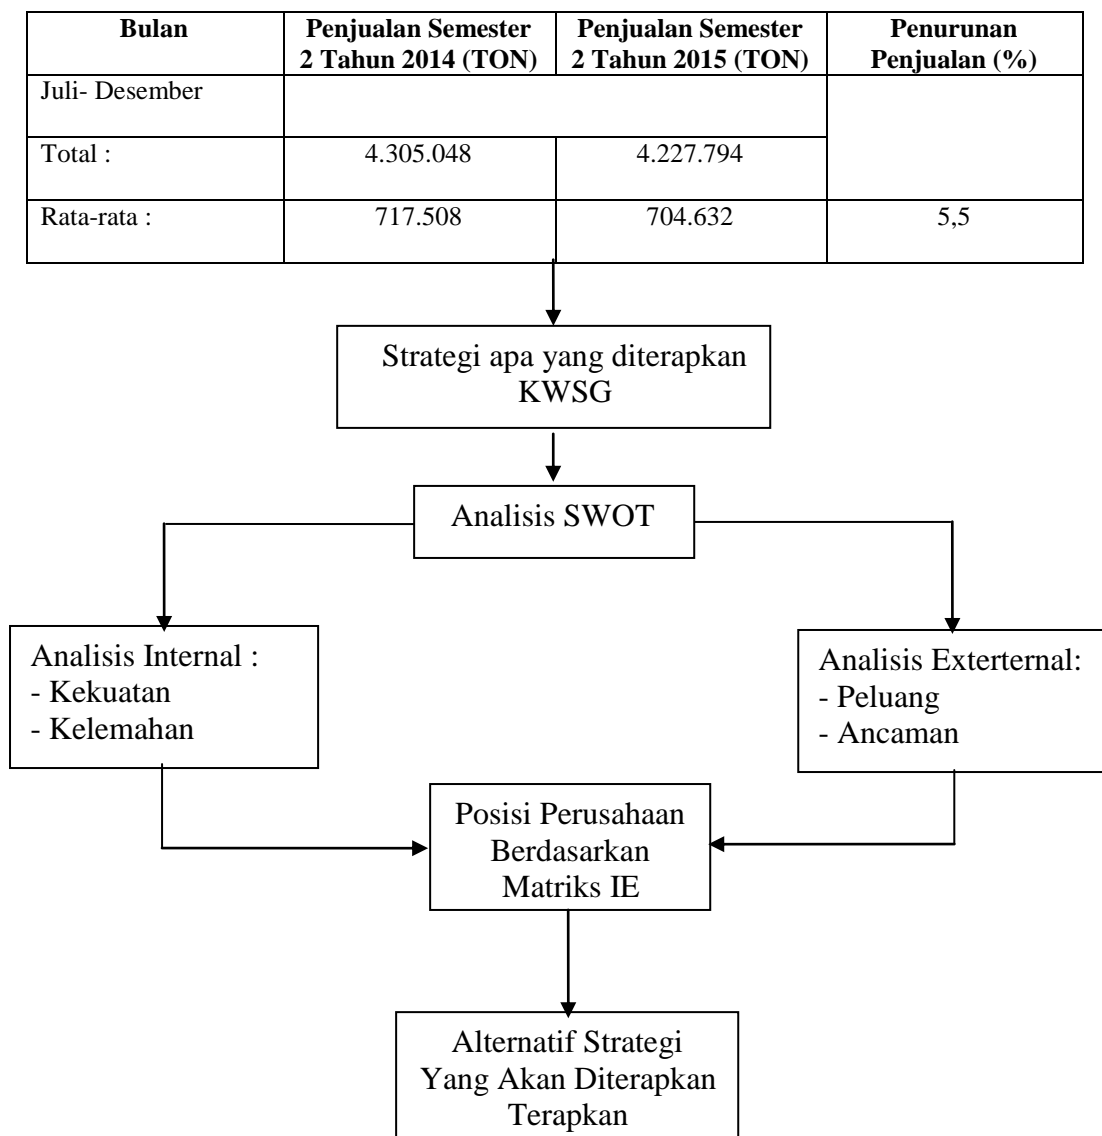 Bulan
Penjualan Semester
2 Tahun 2014 (TON)
Penjualan Semester
2 Tahun 2015 (TON)
Penurunan
Penjualan (%)
Juli- Desember
Total :
4.305.048
4.227.794
Rata-rata :
717.508
704.632
5,5
Strategi apa yang diterapkan
KWSG
Analisis SWOT
Analisis Internal :
- Kekuatan
- Kelemahan
Analisis Exterternal:
- Peluang
- Ancaman
Posisi Perusahaan
Berdasarkan
Matriks IE
Alternatif Strategi
Yang Akan Diterapkan
Terapkan